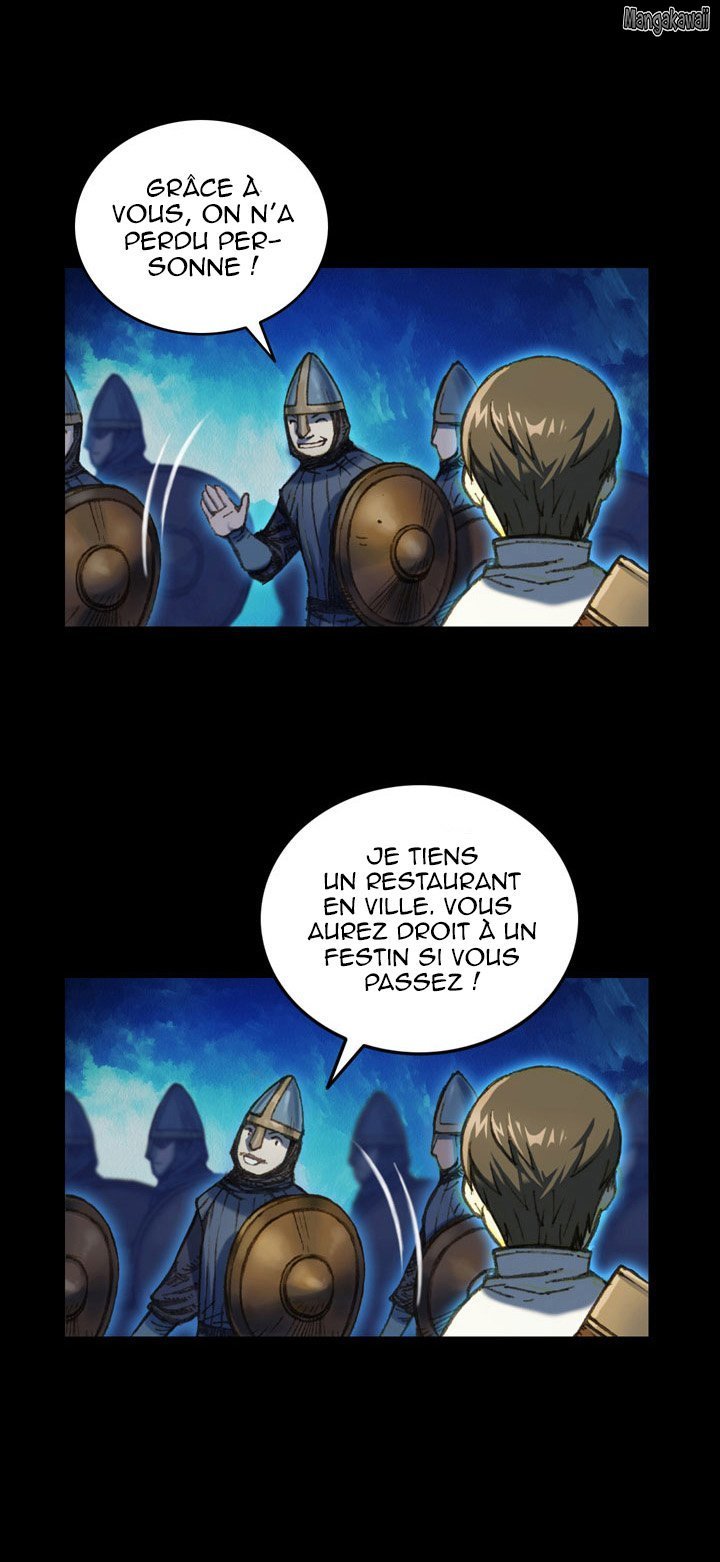 Mangakawaii
GRÂCE À
VOUS, ON N'A
PERDU PER-
SONNE !
JE TIENS
UN RESTAURANT
EN VILLE. VOUS
AUREZ DROIT À UN
FESTIN SI VOUS
PASSEZ !